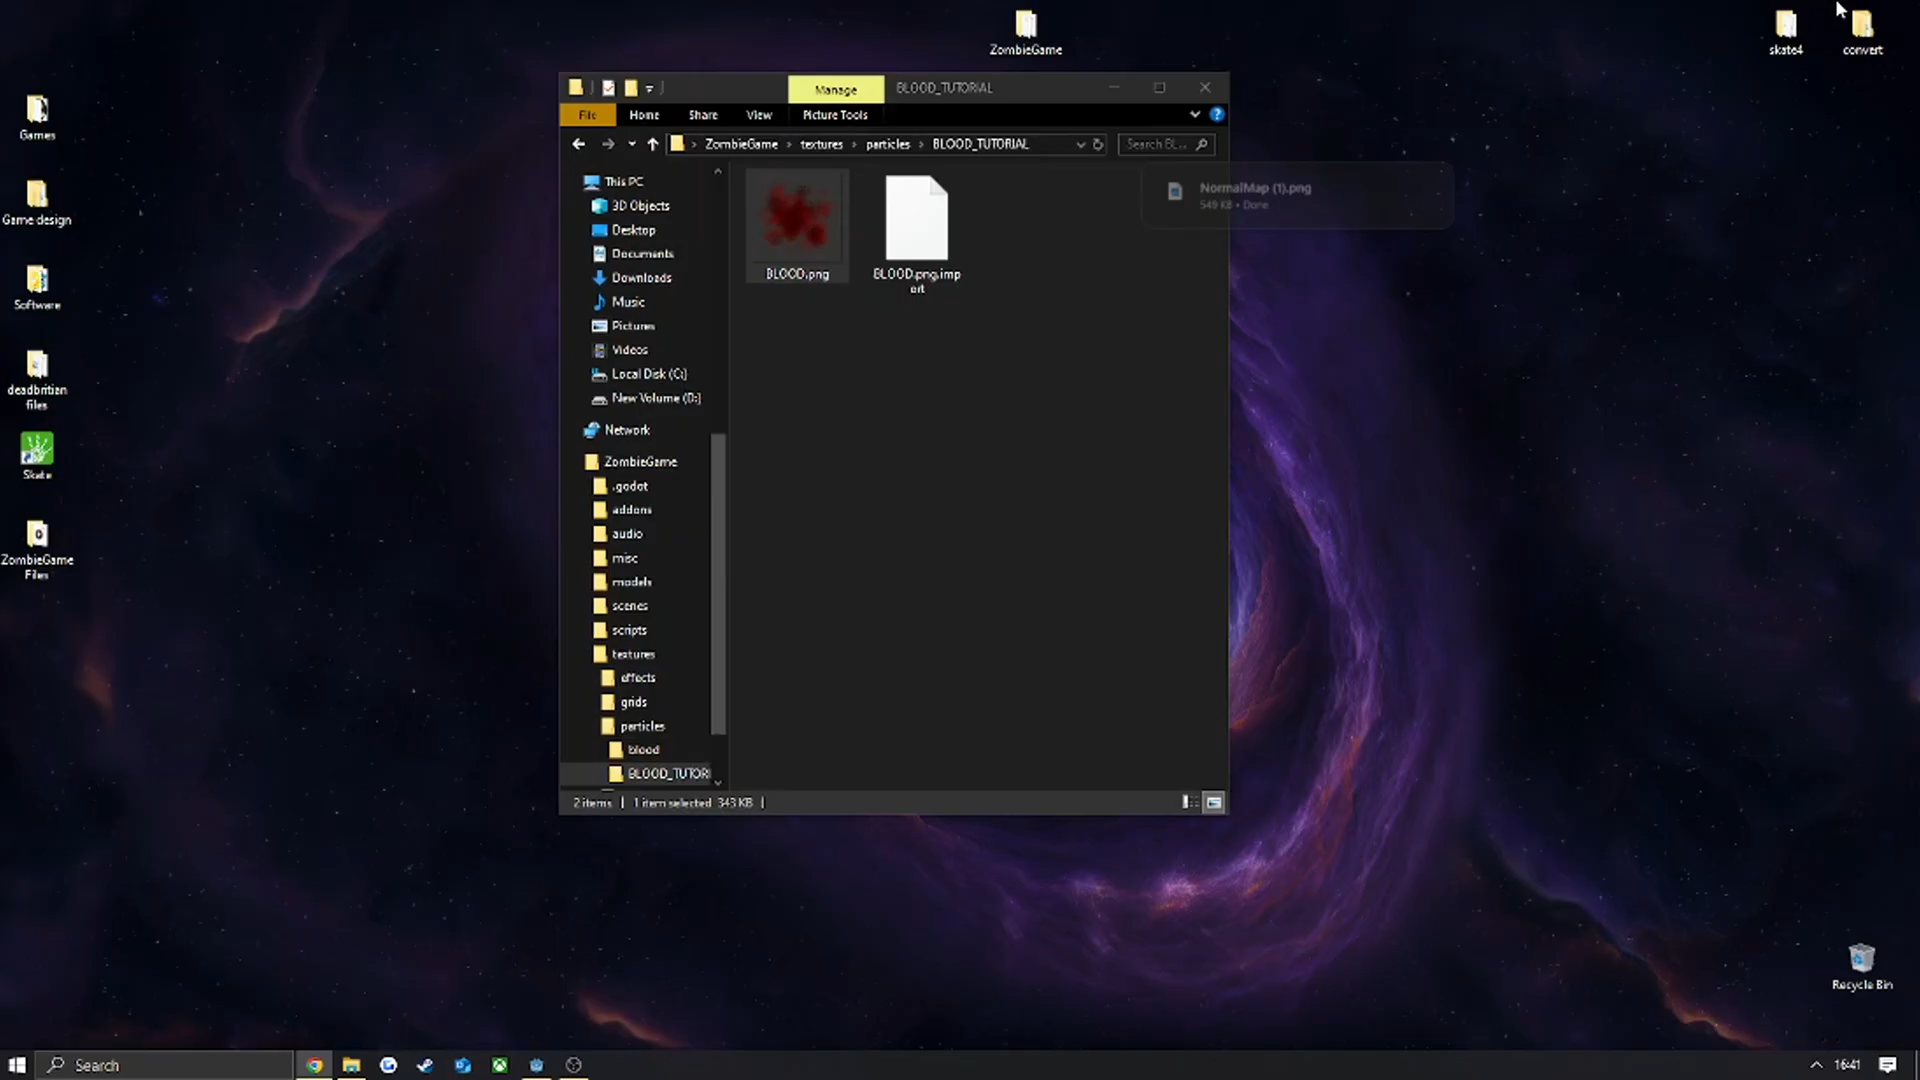 ZombieGame
skate4
convert
Games
Game design
Software
deadbritian
files
Skate
ZombieGame
Files
Manage
BLOOD_TUTORIAL
File
Home
Share
View
Picture Tools
ZombieGame
textures
particles
BLOOD_TUTORIAL
Search BL...
This PC
3D Objects
Desktop
Documents
Downloads
Music
Pictures
Videos
Local Disk (C:)
New Volume (D:)
Network
ZombieGame
.godot
addons
audio
misc
models
scenes
scripts
textures
effects
grids
particles
blood
BLOOD_TUTORI
BLOOD.png
BLOOD.png.imp
ort
NormalMap (1).png
549 KB • Done
2 items
1 item selected 343 KB
Recycle Bin
Search
16:41